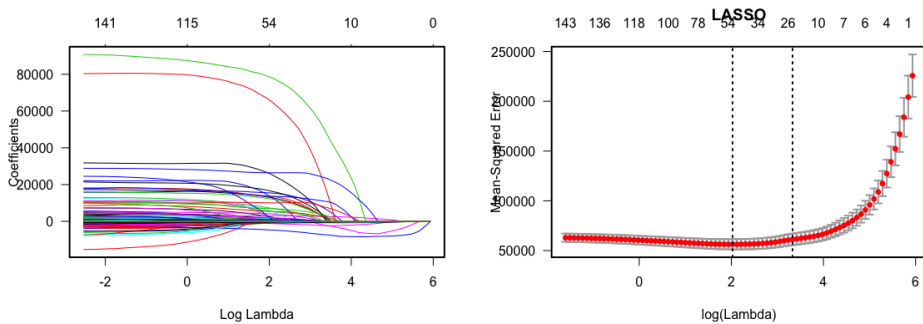 141 115 54 10 0
Coefficients
80000
60000
40000
20000
0
-2 0 2 4 6
Log Lambda
LASSO
143 136 118 100 78 54 34 26 10 7 6 4 1
Mean-Squared Error
250000
200000
150000
100000
50000
0 2 4 6
log(Lambda)